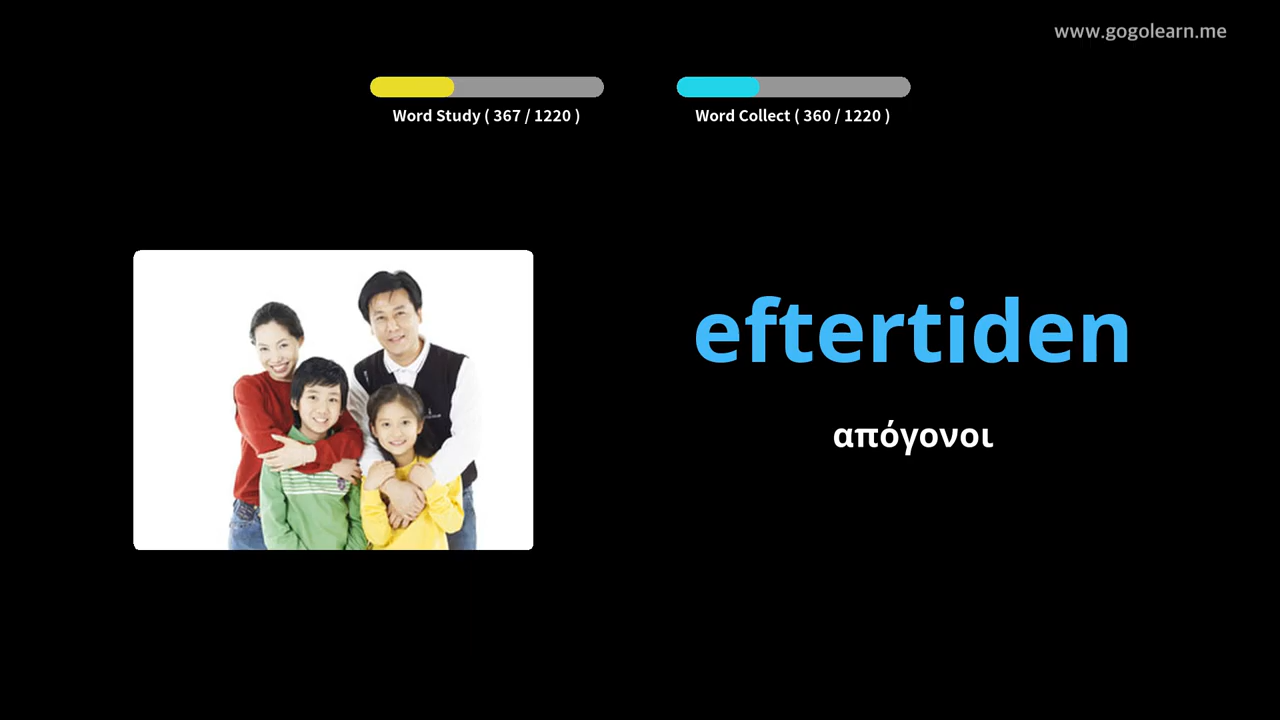 www.gogolearn.me
Word Study ( 367 / 1220 )
Word Collect ( 360 / 1220 )
eftertiden
απόγονοι